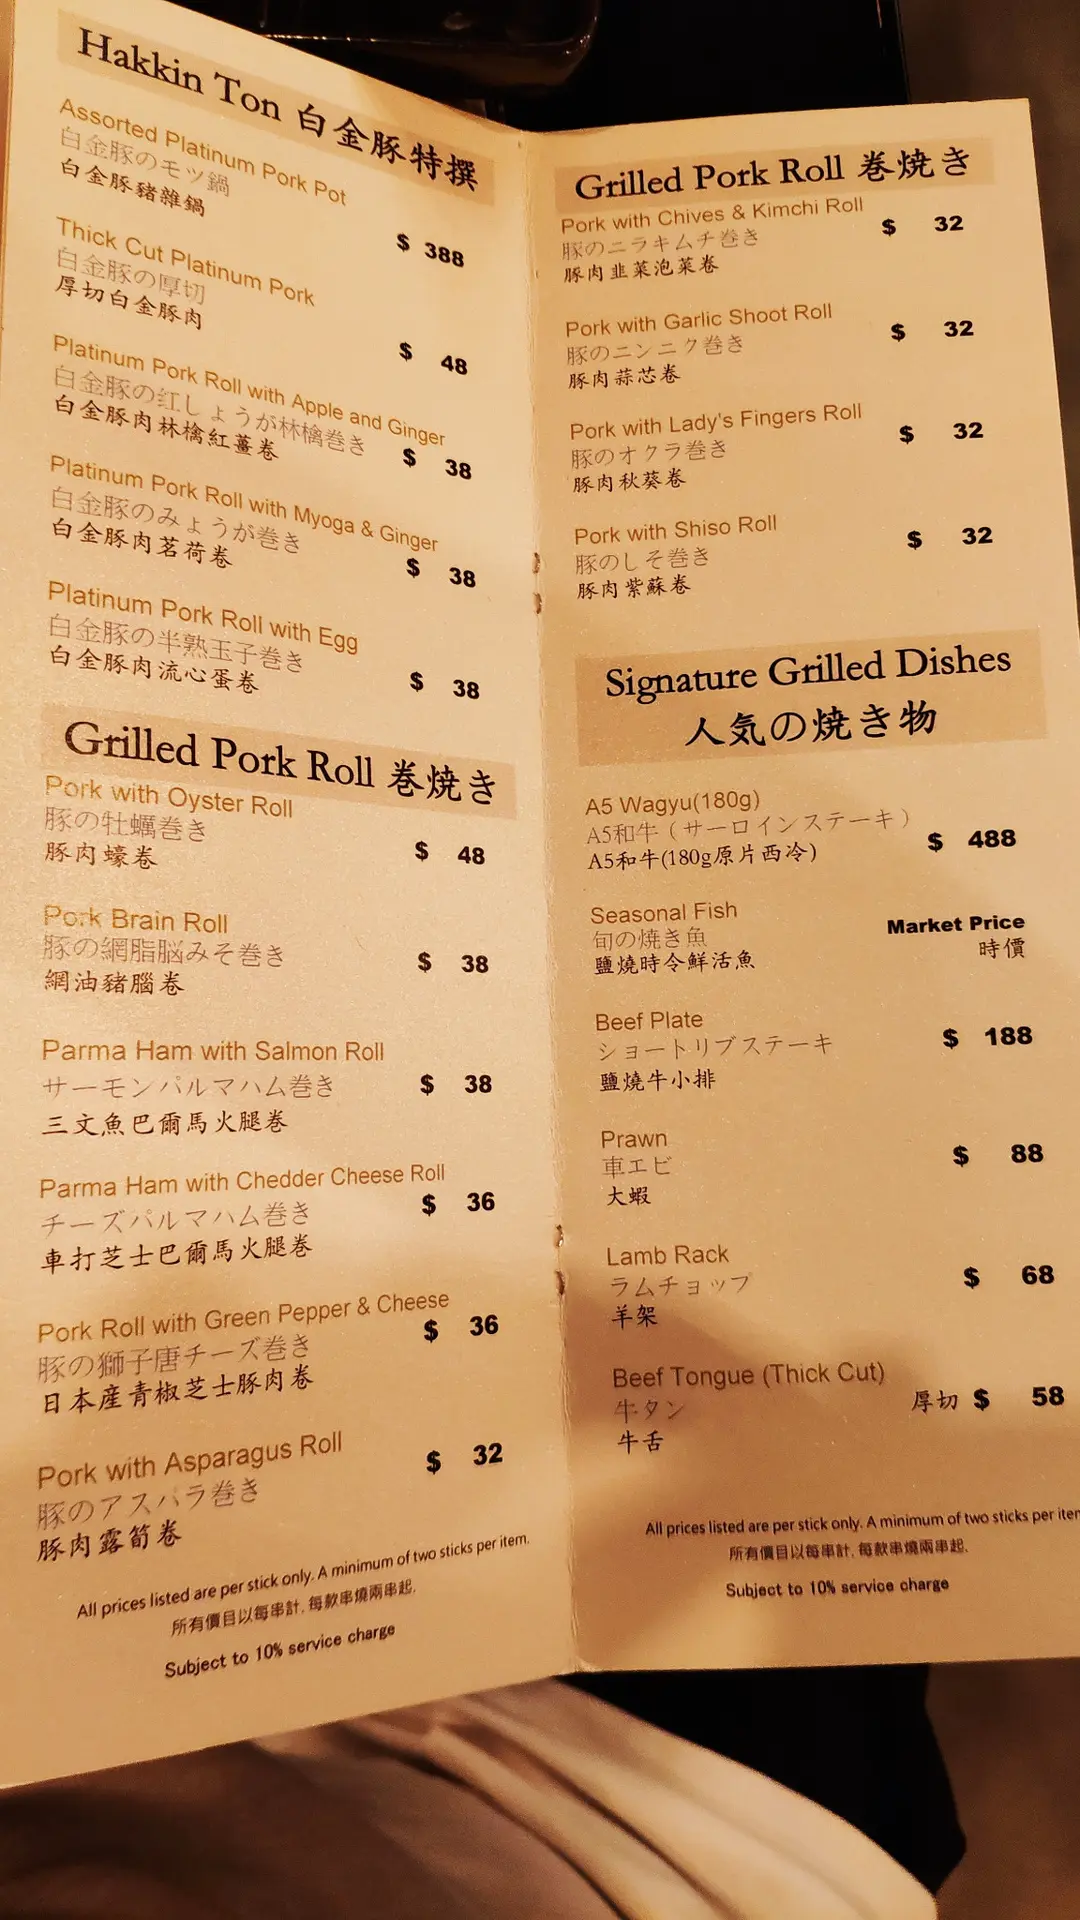 Hakkin Ton 白金豚特撰
Assorted Platinum Pork Pot
白金豚のモツ鍋
白金豚豬雜鍋
$ 388
Thick Cut Platinum Pork
白金豚の厚切
厚切白金豚肉
$ 48
Platinum Pork Roll with Apple and Ginger
白金豚の红しょうが林檎巻き
白金豚肉林檎紅薑卷
$ 38
Platinum Pork Roll with Myoga & Ginger
白金豚のみょうが巻き
白金豚肉茗荷卷
$ 38
Platinum Pork Roll with Egg
白金豚の半熟玉子巻き
白金豚肉流心蛋卷
$ 38
Grilled Pork Roll 巻焼き
Pork with Oyster Roll
豚の牡蠣巻き
豚肉蠔卷
$ 48
Pork Brain Roll
豚の網脂脳みそ巻き
網油豬腦卷
$ 38
Parma Ham with Salmon Roll
サーモンパルマハム巻き
三文魚巴爾馬火腿卷
$ 38
Parma Ham with Chedder Cheese Roll
チーズパルマハム巻き
車打芝士巴爾馬火腿卷
$ 36
Pork Roll with Green Pepper & Cheese
豚の獅子唐チーズ巻き
日本産青椒芝士豚肉卷
$ 36
Pork with Asparagus Roll
豚のアスパラ巻き
豚肉露筍卷
$ 32
All prices listed are per stick only. A minimum of two sticks per item.
所有價目以每串計, 每款串燒兩串起.
Subject to 10% service charge
Grilled Pork Roll 巻焼き
Pork with Chives & Kimchi Roll
豚のニラキムチ巻き
豚肉韭菜泡菜卷
$ 32
Pork with Garlic Shoot Roll
豚のニンニク巻き
豚肉蒜芯卷
$ 32
Pork with Lady's Fingers Roll
豚のオクラ巻き
豚肉秋葵卷
$ 32
Pork with Shiso Roll
豚のしそ巻き
豚肉紫蘇卷
$ 32
Signature Grilled Dishes
人気の焼き物
A5 Wagyu(180g)
A5和牛（サーロインステーキ）
A5和牛(180g原片西冷)
$ 488
Seasonal Fish
旬の焼き魚
鹽燒時令鮮活魚
Market Price
時價
Beef Plate
ショートリブステーキ
鹽燒牛小排
$ 188
Prawn
車エビ
大蝦
$ 88
Lamb Rack
ラムチョップ
羊架
$ 68
Beef Tongue (Thick Cut)
牛タン
牛舌
厚切 $ 58
All prices listed are per stick only. A minimum of two sticks per item
所有價目以每串計, 每款串燒兩串起.
Subject to 10% service charge